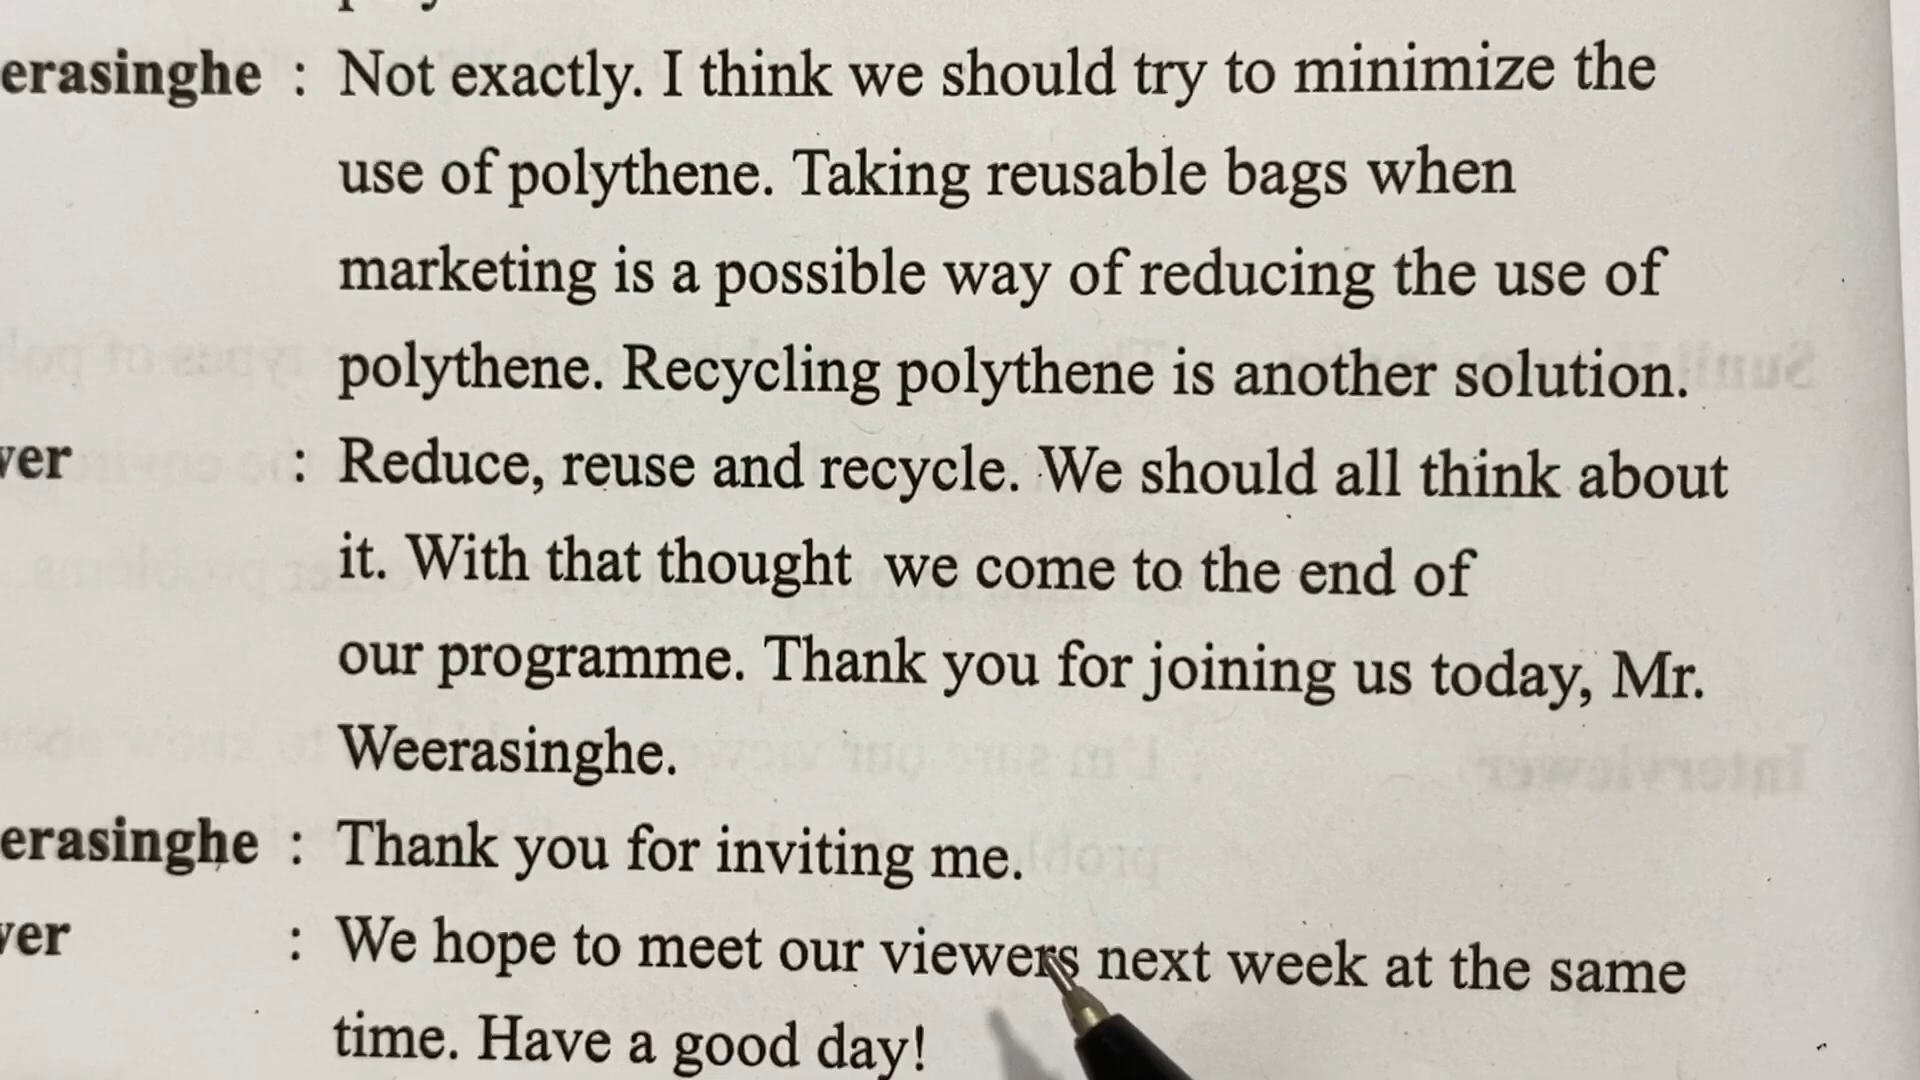 erasinghe : Not exactly. I think we should try to minimize the
use of polythene. Taking reusable bags when
marketing is a possible way of reducing the use of
polythene. Recycling polythene is another solution.
wer : Reduce, reuse and recycle. We should all think about
it. With that thought we come to the end of
our programme. Thank you for joining us today, Mr.
Weerasinghe.
erasinghe : Thank you for inviting me.
wer : We hope to meet our viewers next week at the same
time. Have a good day!